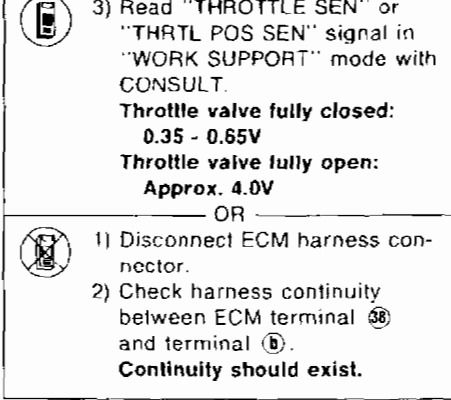 3) Read "THROTTLE SEN" or
"THRTL POS SEN" signal in
"WORK SUPPORT" mode with
CONSULT.
Throttle valve fully closed:
0.35 - 0.65V
Throttle valve fully open:
Approx. 4.0V
OR
1) Disconnect ECM harness con-
nector.
2) Check harness continuity
between ECM terminal 38
and terminal b.
Continuity should exist.